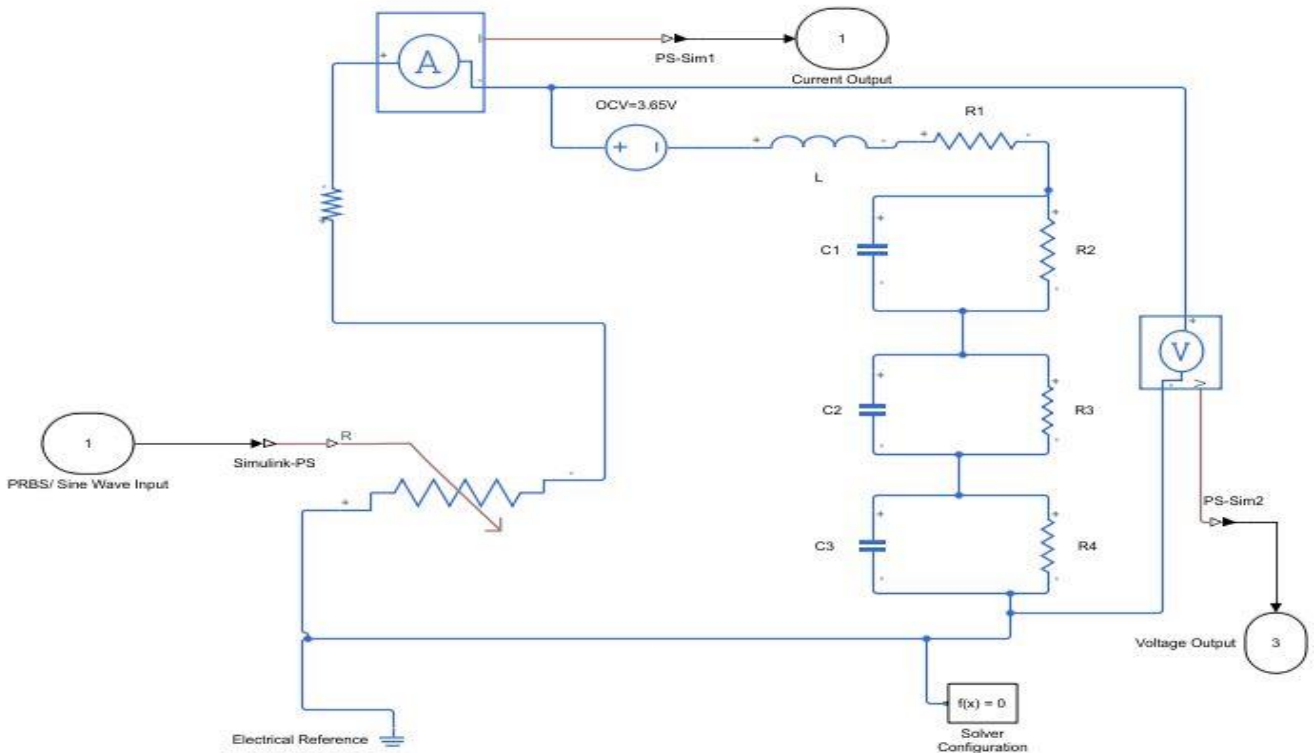 1
PS-Sim1
Current Output
A
+
-
I
OCV=3.65V
+
I
+
-
L
R1
+
-
-
+
C1
+
-
R2
+
-
C2
+
-
R3
+
-
C3
+
-
R4
+
-
+
V
-
V
1
PRBS/ Sine Wave Input
Simulink-PS
R
+
-
PS-Sim2
Voltage Output
3
f(x) = 0
Solver
Configuration
Electrical Reference